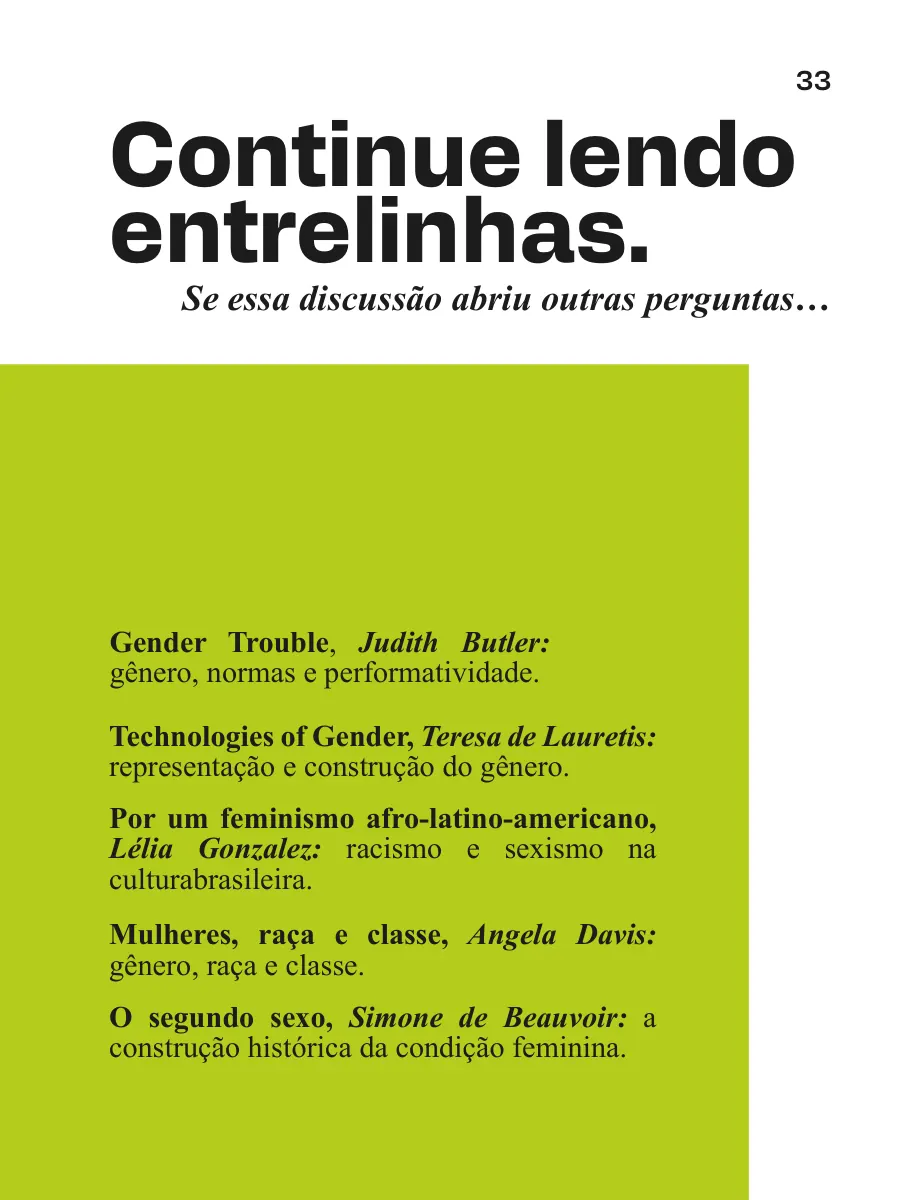 33
Continue lendo
entrelinhas.
Se essa discussão abriu outras perguntas…
Gender Trouble, Judith Butler:
gênero, normas e performatividade.
Technologies of Gender, Teresa de Lauretis:
representação e construção do gênero.
Por um feminismo afro-latino-americano,
Lélia Gonzalez: racismo e sexismo na
culturabrasileira.
Mulheres, raça e classe, Angela Davis:
gênero, raça e classe.
O segundo sexo, Simone de Beauvoir: a
construção histórica da condição feminina.